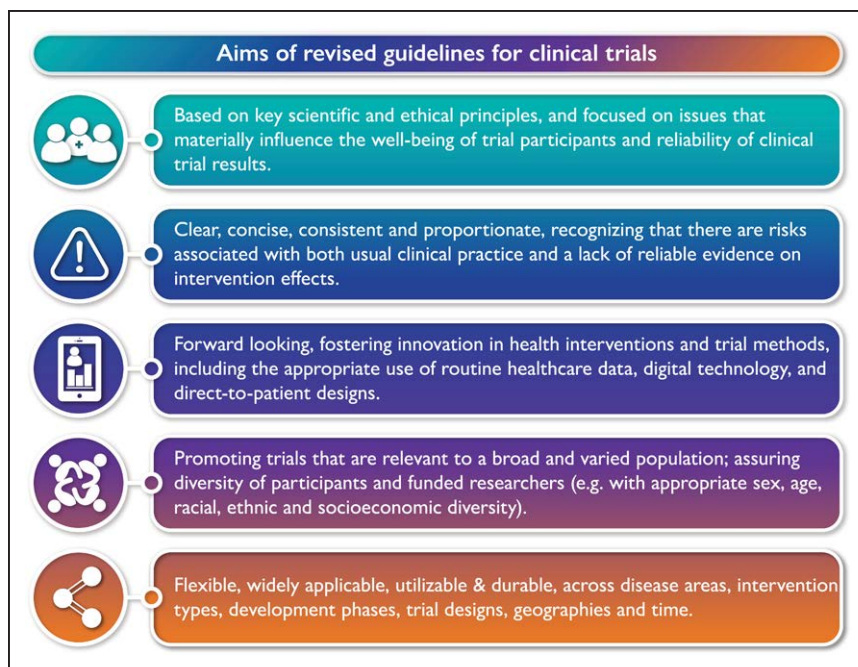 Aims of revised guidelines for clinical trials
Based on key scientific and ethical principles, and focused on issues that
materially influence the well-being of trial participants and reliability of clinical
trial results.
Clear, concise, consistent and proportionate, recognizing that there are risks
associated with both usual clinical practice and a lack of reliable evidence on
intervention effects.
Forward looking, fostering innovation in health interventions and trial methods,
including the appropriate use of routine healthcare data, digital technology, and
direct-to-patient designs.
Promoting trials that are relevant to a broad and varied population; assuring
diversity of participants and funded researchers (e.g. with appropriate sex, age,
racial, ethnic and socioeconomic diversity).
Flexible, widely applicable, utilizable & durable, across disease areas, intervention
types, development phases, trial designs, geographies and time.